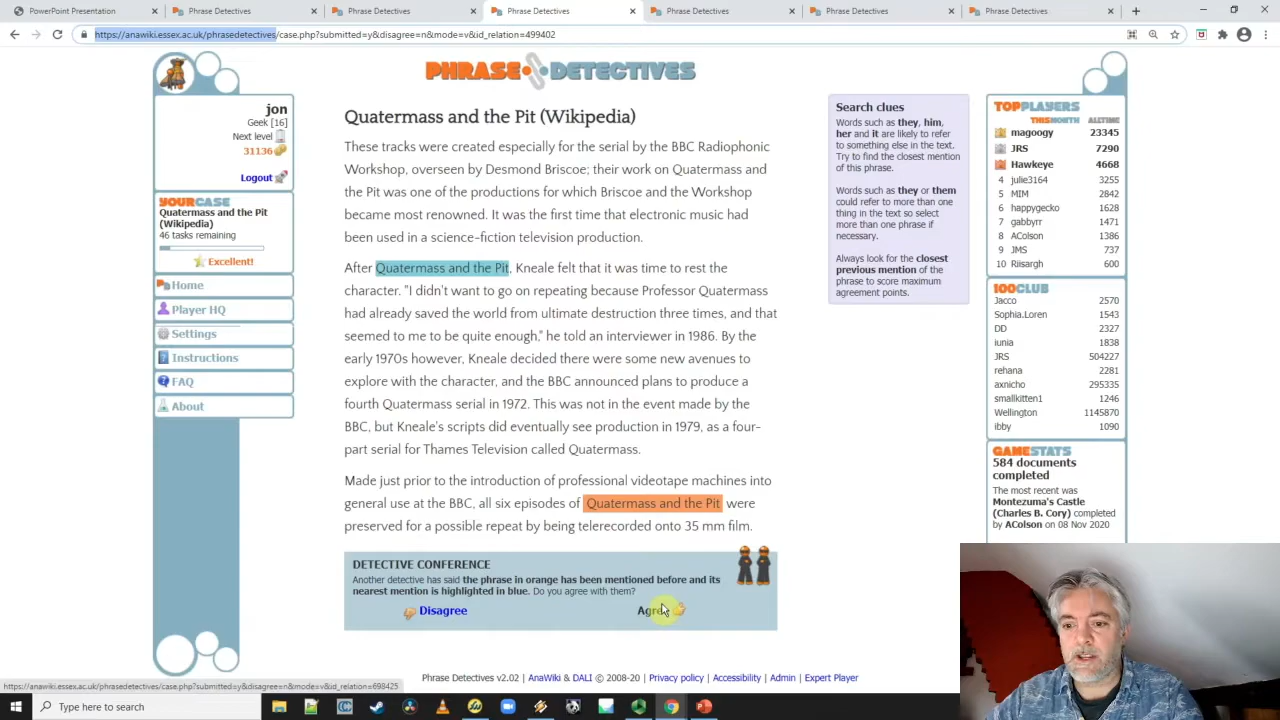 PowerPoint Presentation
Phrase Detectives
Phrase Detectives
Phrase Detectives
Phrase Detectives
Phrase Detectives
Phrase Detectives
https://anawiki.essex.ac.uk/phrasedetectives/case.php?submitted=y&disagree=n&mode=v&id_relation=499402
PHRASE DETECTIVES
jon
Geek [16]
Next level
31136
Logout
YOURCASE
Quatermass and the Pit
(Wikipedia)
46 tasks remaining
Excellent!
Home
Player HQ
Settings
Instructions
FAQ
About
Quatermass and the Pit (Wikipedia)
These tracks were created especially for the serial by the BBC Radiophonic
Workshop, overseen by Desmond Briscoe; their work on Quatermass and
the Pit was one of the productions for which Briscoe and the Workshop
became most renowned. It was the first time that electronic music had
been used in a science-fiction television production.
After Quatermass and the Pit, Kneale felt that it was time to rest the
character. "I didn't want to go on repeating because Professor Quatermass
had already saved the world from ultimate destruction three times, and that
seemed to me to be quite enough," he told an interviewer in 1986. By the
early 1970s however, Kneale decided there were some new avenues to
explore with the character, and the BBC announced plans to produce a
fourth Quatermass serial in 1972. This was not in the event made by the
BBC, but Kneale's scripts did eventually see production in 1979, as a four-
part serial for Thames Television called Quatermass.
Made just prior to the introduction of professional videotape machines into
general use at the BBC, all six episodes of Quatermass and the Pit were
preserved for a possible repeat by being telerecorded onto 35 mm film.
DETECTIVE CONFERENCE
Another detective has said the phrase in orange has been mentioned before and its
nearest mention is highlighted in blue. Do you agree with them?
Disagree
Agree
Search clues
Words such as they, him,
her and it are likely to refer
to something else in the text.
Try to find the closest mention
of this phrase.
Words such as they or them
could refer to more than one
thing in the text so select
more than one phrase if
necessary.
Always look for the closest
previous mention of the
phrase to score maximum
agreement points.
TOPPLAYERS
THISMONTH ALLTIME
magoogy 23345
JRS 7290
Hawkeye 4668
4 julie3164 3255
5 MIM 2842
6 happygecko 1628
7 gabbyrr 1471
8 AColson 1386
9 JMS 737
10 Riisargh 600
100CLUB
Jacco 2570
Sophia.Loren 1543
DD 2327
iunia 1838
JRS 504227
rehana 2281
axnicho 295335
smallkitten1 1246
Wellington 1145870
ibby 1090
GAMESTATS
584 documents
completed
The most recent was
Montezuma's Castle
(Charles B. Cory) completed
by AColson on 08 Nov 2020
Phrase Detectives v2.02 | AnaWiki & DALI © 2008-20 | Privacy policy | Accessibility | Admin | Expert Player
https://anawiki.essex.ac.uk/phrasedetectives/case.php?submitted=y&disagree=n&mode=v&id_relation=698425
Type here to search